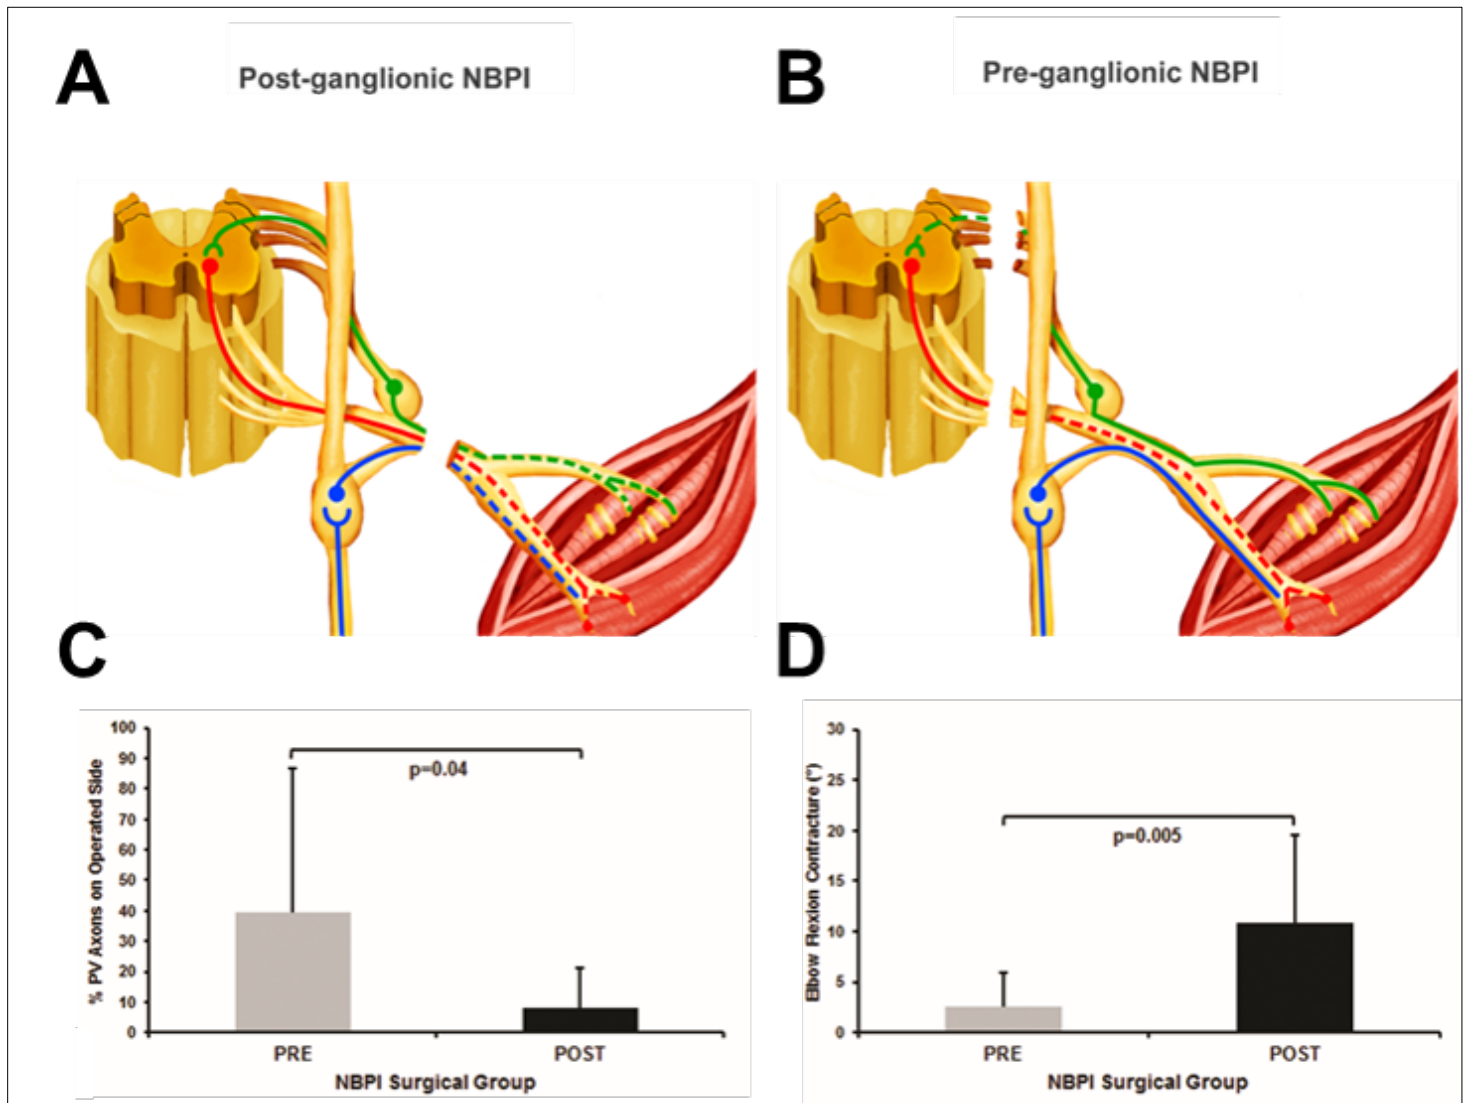 A
Post-ganglionic NBPI
B
Pre-ganglionic NBPI
C
% PV Axons on Operated Side
100
90
80
70
60
50
40
30
20
10
0
p=0.04
PRE
POST
NBPI Surgical Group
D
Elbow Flexion Contracture (°)
30
25
20
15
10
5
0
p=0.005
PRE
POST
NBPI Surgical Group